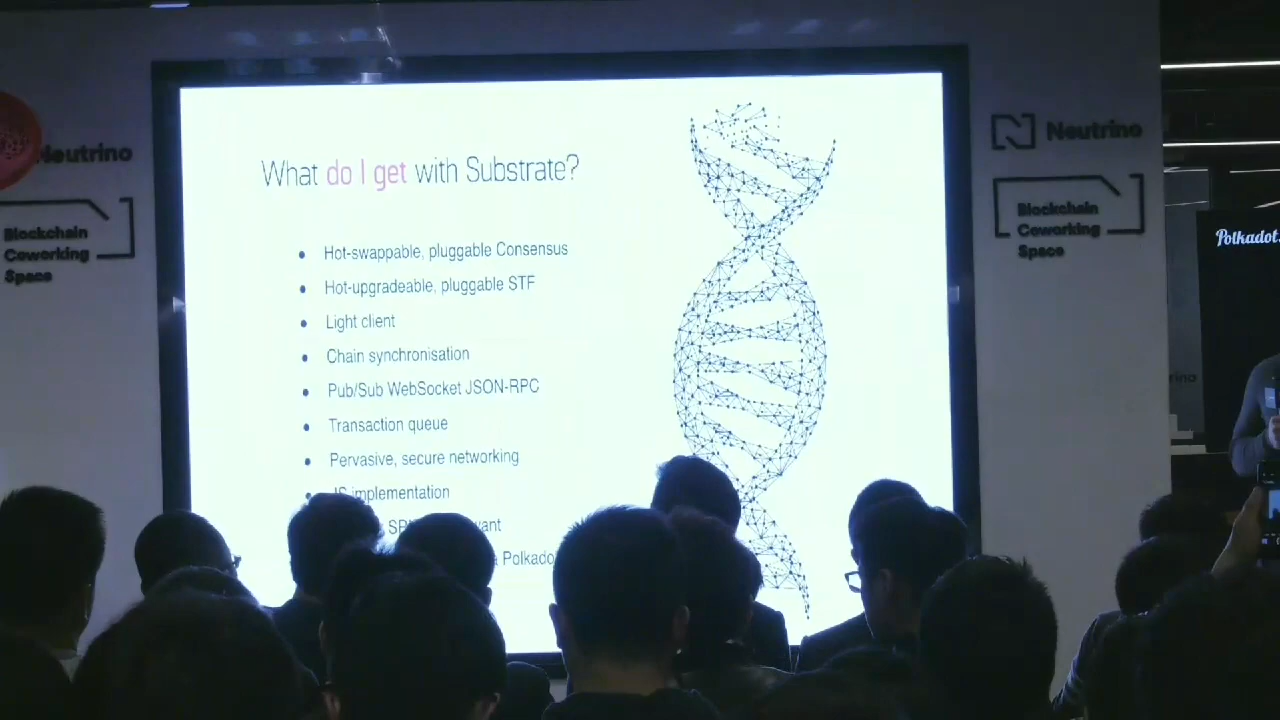 What do I get with Substrate?
Hot-swappable, pluggable Consensus
Hot-upgradeable, pluggable STF
Light client
Chain synchronisation
Pub/Sub WebSocket JSON-RPC
Transaction queue
Pervasive, secure networking
JS implementation
Polkado
Neutrino
Blockchain
Coworking
Space
Neutrino
Blockchain
Coworking
Space
Polkadot.